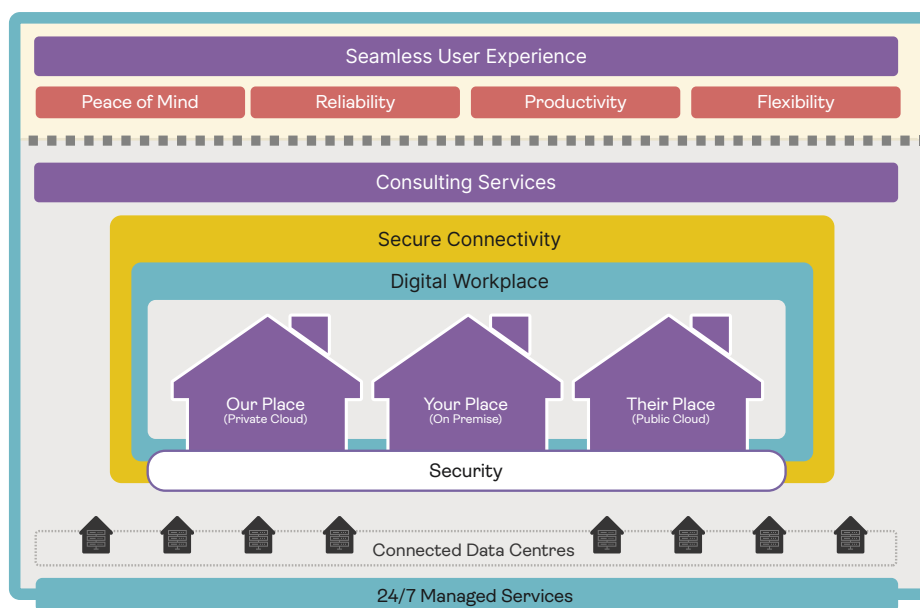 Seamless User Experience
Peace of Mind
Reliability
Productivity
Flexibility
Consulting Services
Secure Connectivity
Digital Workplace
Our Place
(Private Cloud)
Your Place
(On Premise)
Their Place
(Public Cloud)
Security
Connected Data Centres
24/7 Managed Services